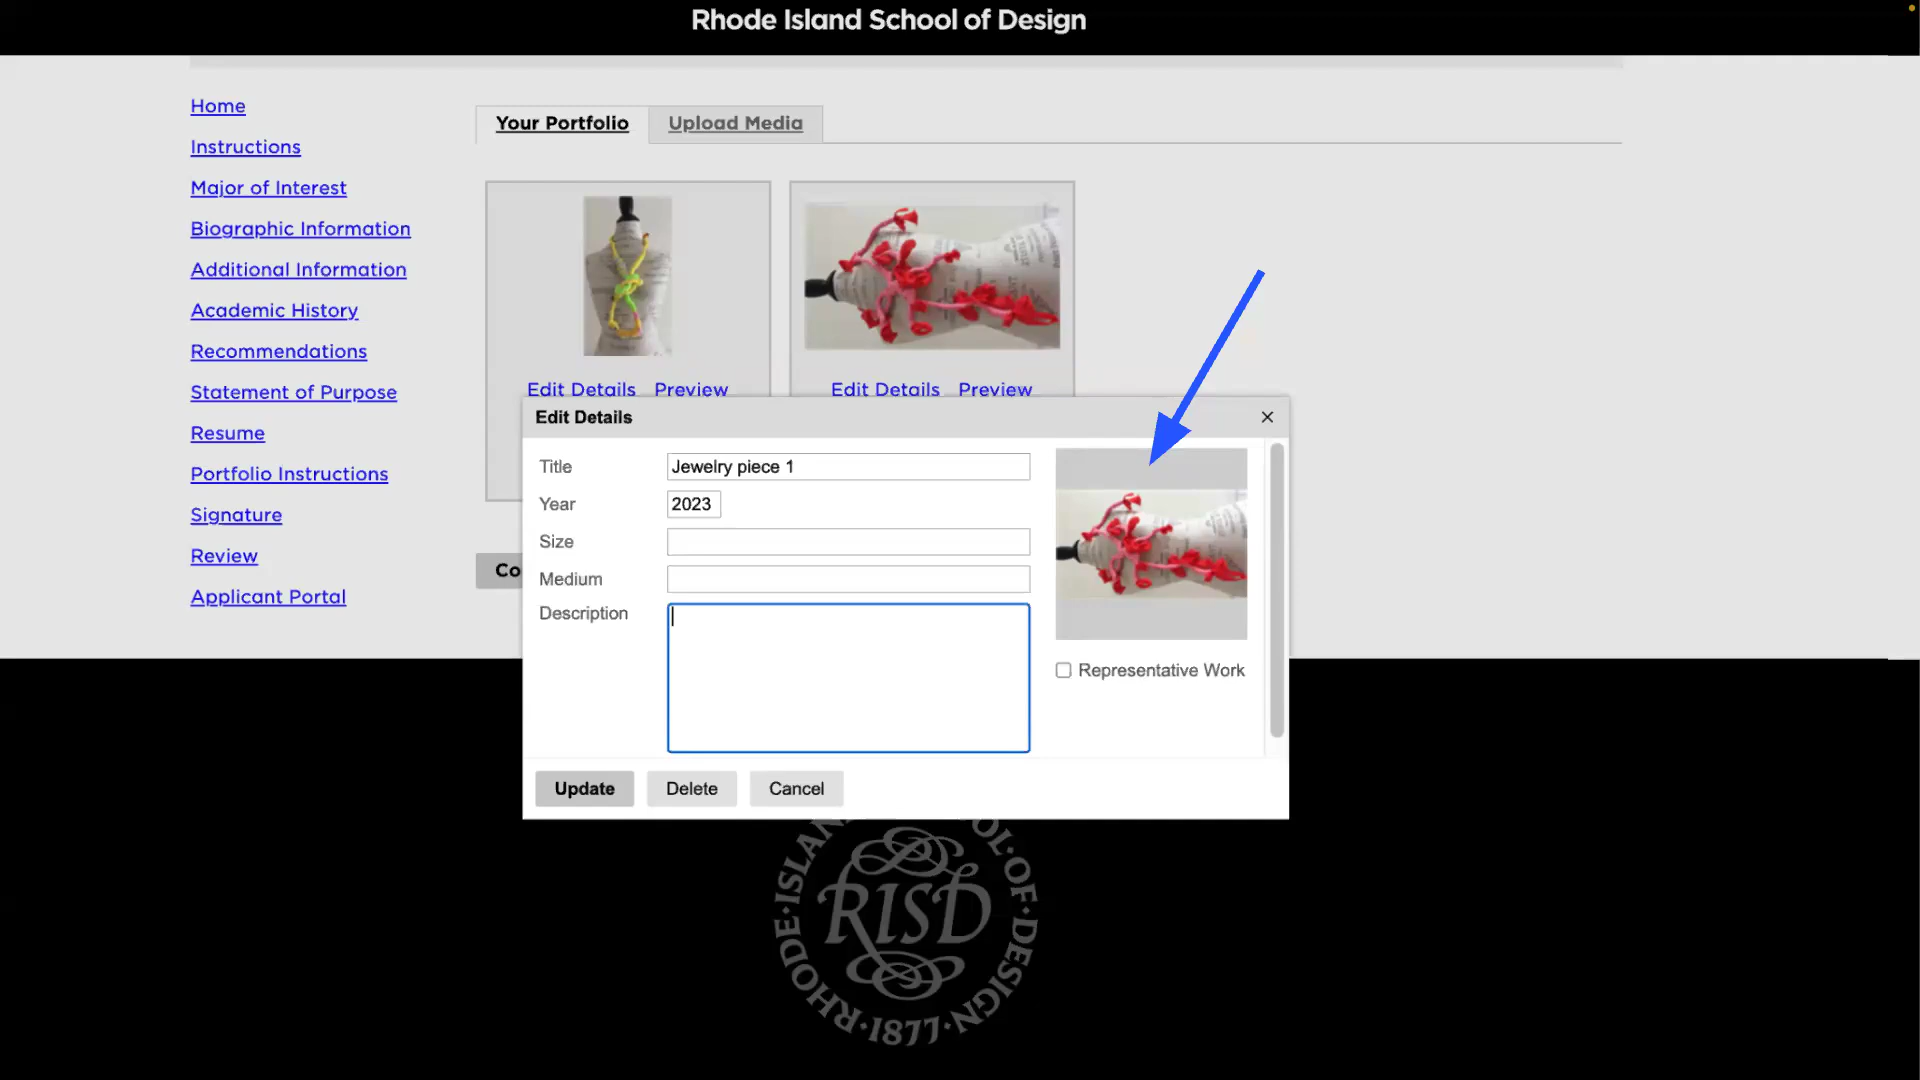 Rhode Island School of Design
Home
Instructions
Major of Interest
Biographic Information
Additional Information
Academic History
Recommendations
Statement of Purpose
Resume
Portfolio Instructions
Signature
Review
Applicant Portal
Your Portfolio Upload Media
Edit Details Preview
Edit Details Preview
Co
Edit Details
Title Jewelry piece 1
Year 2023
Size
Medium
Description
Representative Work
Update Delete Cancel
RISD
RHODE·ISLAN OL·OF·DESIGN·1877·